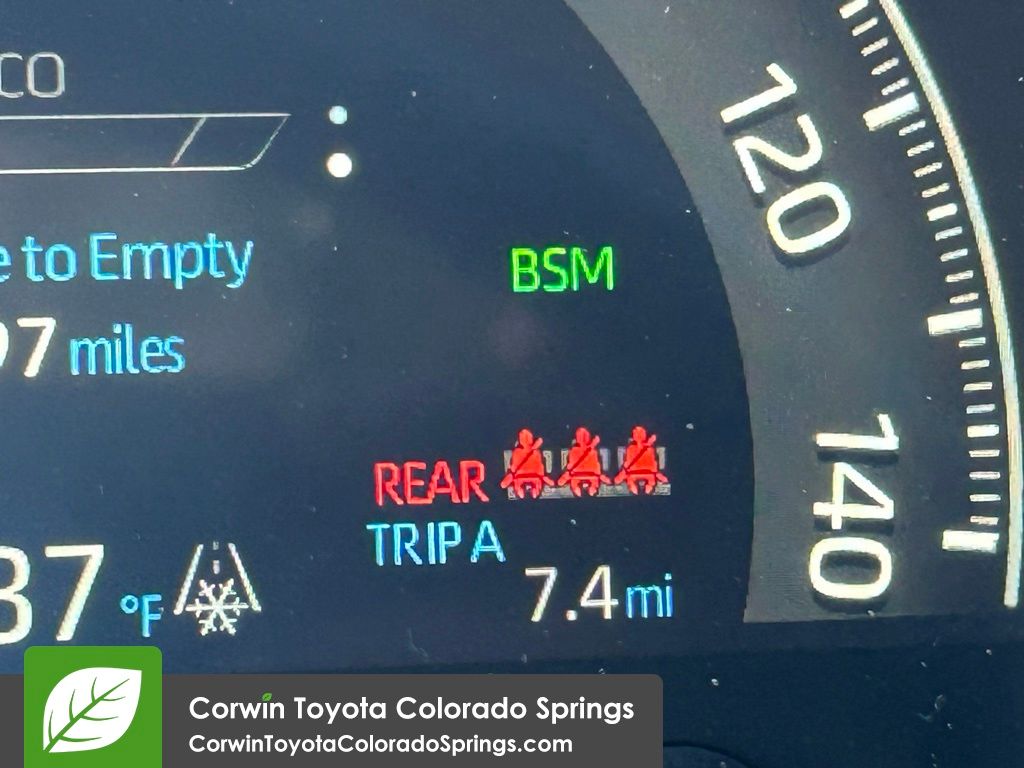 CO
e to Empty
97 miles
BSM
120
140
REAR
TRIP A
7.4 mi
37 °F
Corwin Toyota Colorado Springs
CorwinToyotaColoradoSprings.com